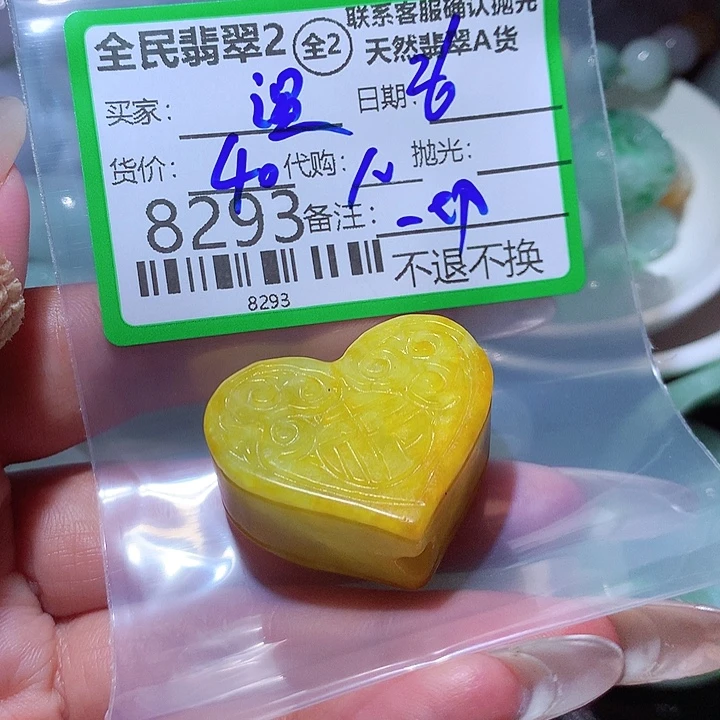 联系客服确认抛光
全民翡翠2 全2 天然翡翠A货
买家: 日期:
货价: 40 代购: 抛光:
8293 备注: 一切
不退不换
8293